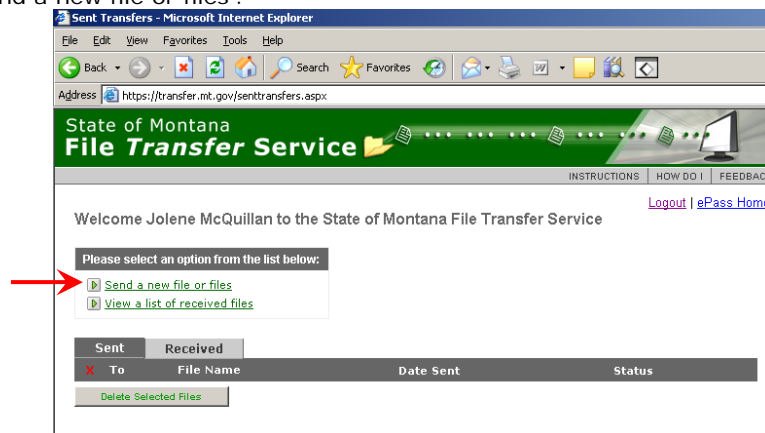 nd a new file or files .
Sent Transfers - Microsoft Internet Explorer
File Edit View Favorites Tools Help
Back Search Favorites
Address https://transfer.mt.gov/senttransfers.aspx
State of Montana
File Transfer Service
INSTRUCTIONS HOW DO I FEEDBAC
Logout | ePass Hom
Welcome Jolene McQuillan to the State of Montana File Transfer Service
Please select an option from the list below:
Send a new file or files
View a list of received files
Sent Received
X To File Name Date Sent Status
Delete Selected Files